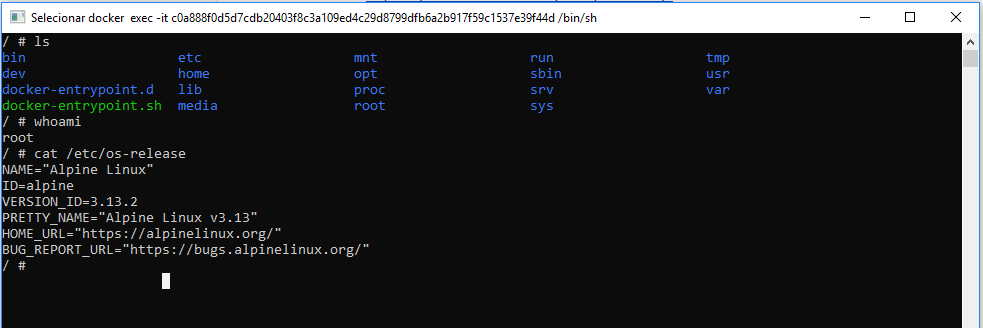 Selecionar docker exec -it c0a888f0d5d7cdb20403f8c3a109ed4c29d8799dfb6a2b917f59c1537e39f44d /bin/sh
/ # ls
bin etc mnt run tmp
dev home opt sbin usr
docker-entrypoint.d lib proc srv var
docker-entrypoint.sh media root sys
/ # whoami
root
/ # cat /etc/os-release
NAME="Alpine Linux"
ID=alpine
VERSION_ID=3.13.2
PRETTY_NAME="Alpine Linux v3.13"
HOME_URL="https://alpinelinux.org/"
BUG_REPORT_URL="https://bugs.alpinelinux.org/"
/ #